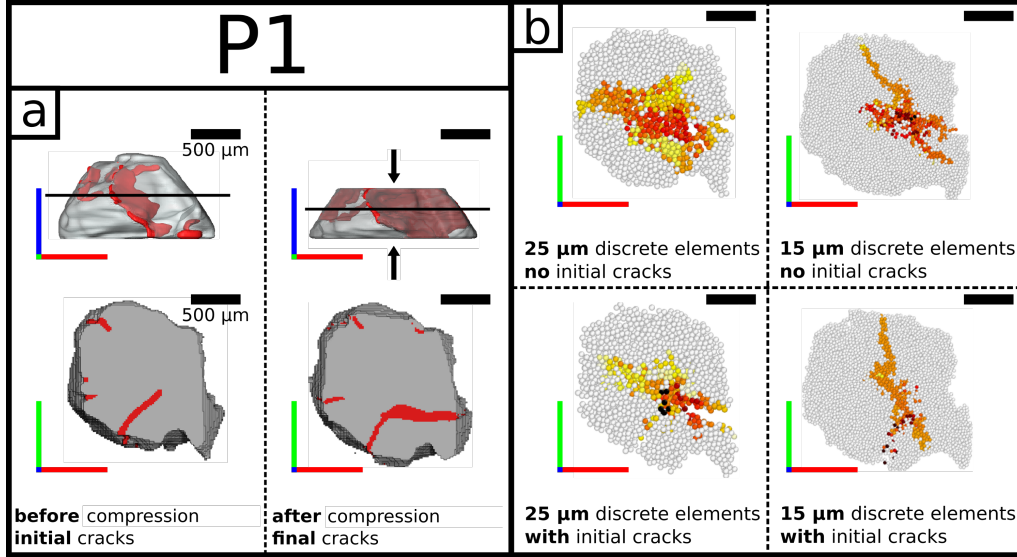 P1
a
500 µm
500 µm
before compression
initial cracks
after compression
final cracks
b
25 µm discrete elements
no initial cracks
15 µm discrete elements
no initial cracks
25 µm discrete elements
with initial cracks
15 µm discrete elements
with initial cracks